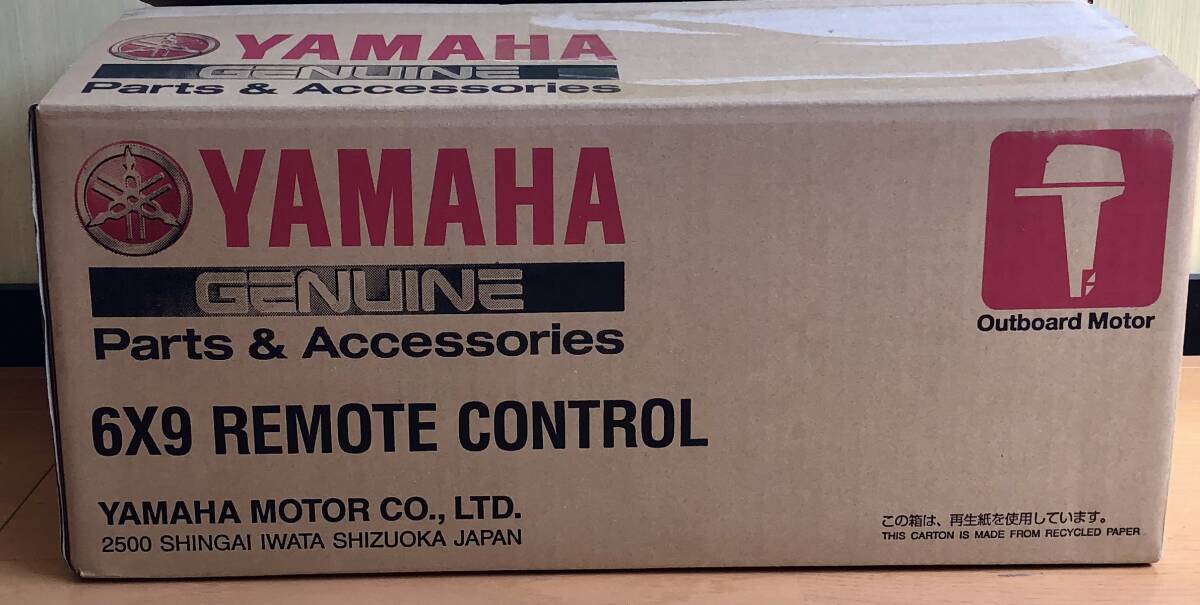 YAMAHA
GENUINE
Parts & Accessories
YAMAHA
GENUINE
Parts & Accessories
Outboard Motor
6X9 REMOTE CONTROL
YAMAHA MOTOR CO., LTD.
2500 SHINGAI IWATA SHIZUOKA JAPAN
この箱は、再生紙を使用しています。
THIS CARTON IS MADE FROM RECYCLED PAPER